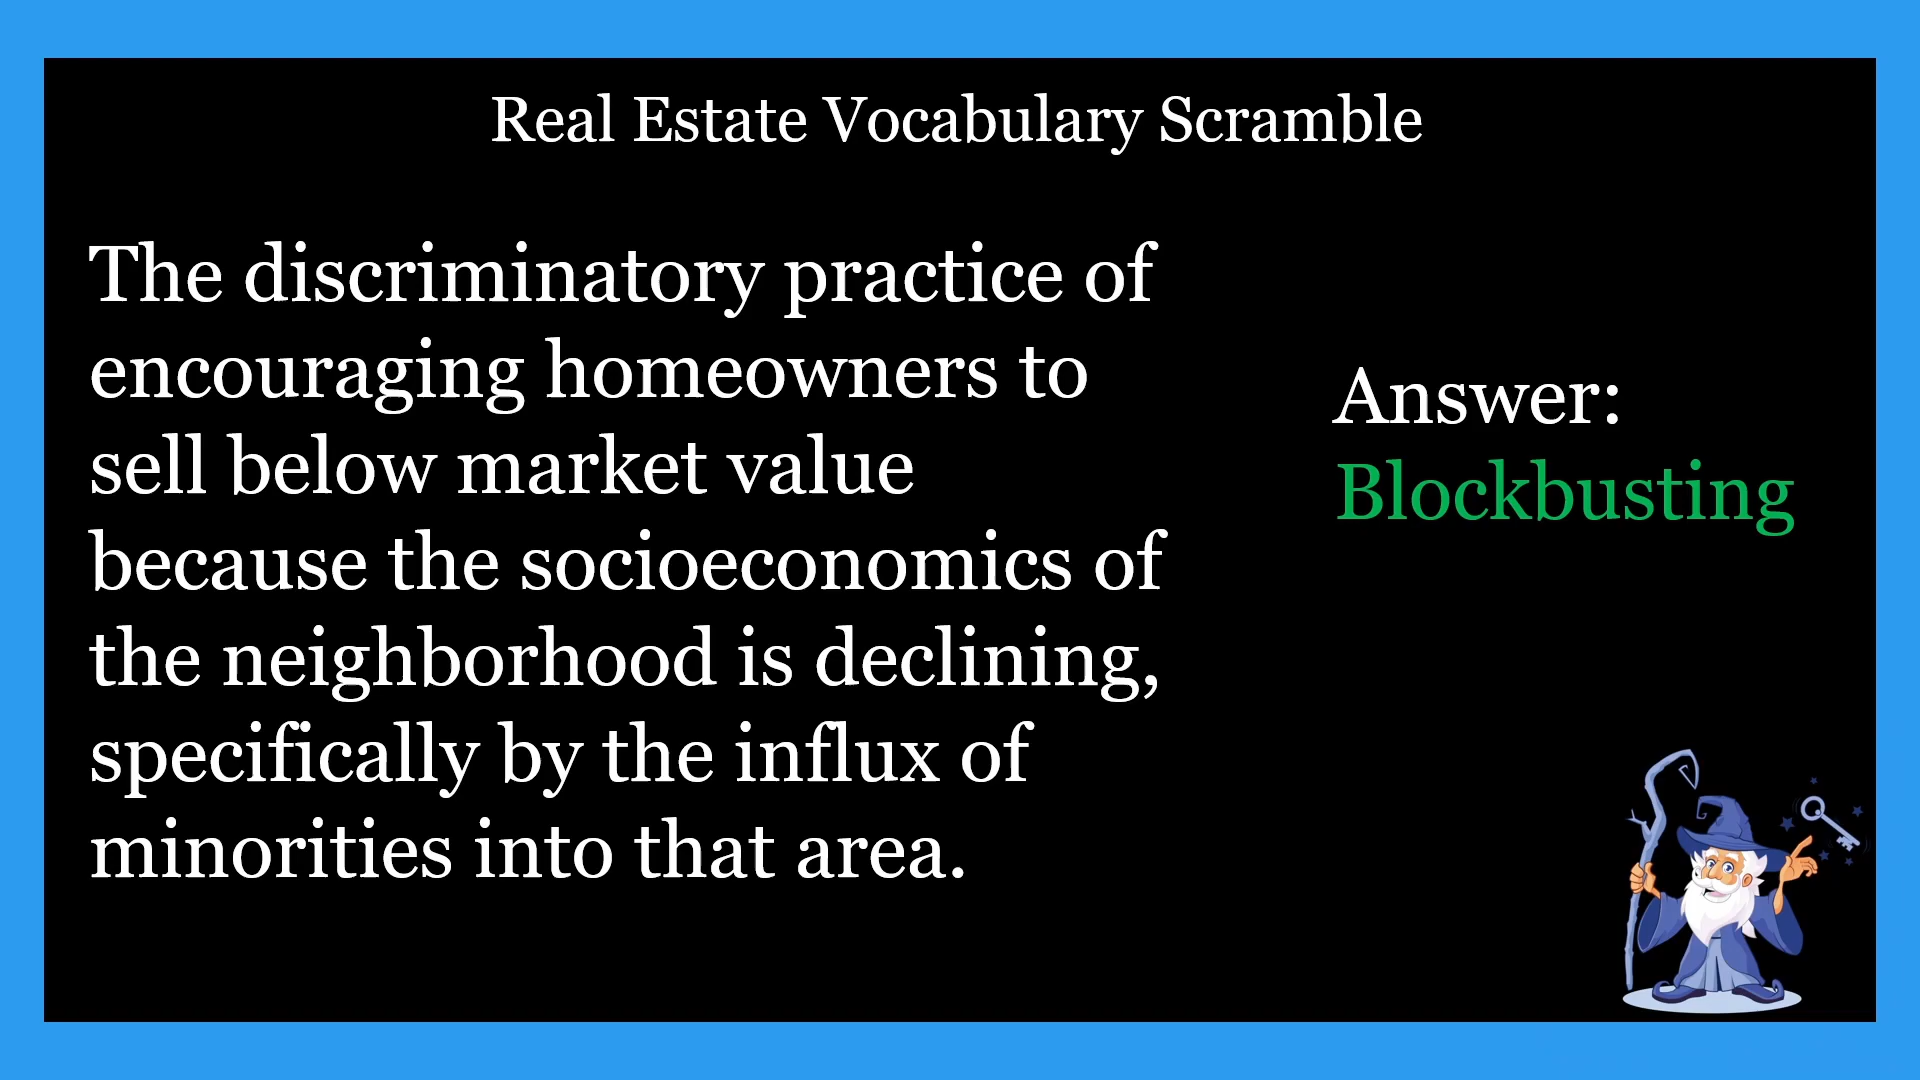 Real Estate Vocabulary Scramble
The discriminatory practice of
encouraging homeowners to
sell below market value
because the socioeconomics of
the neighborhood is declining,
specifically by the influx of
minorities into that area.
Answer:
Blockbusting